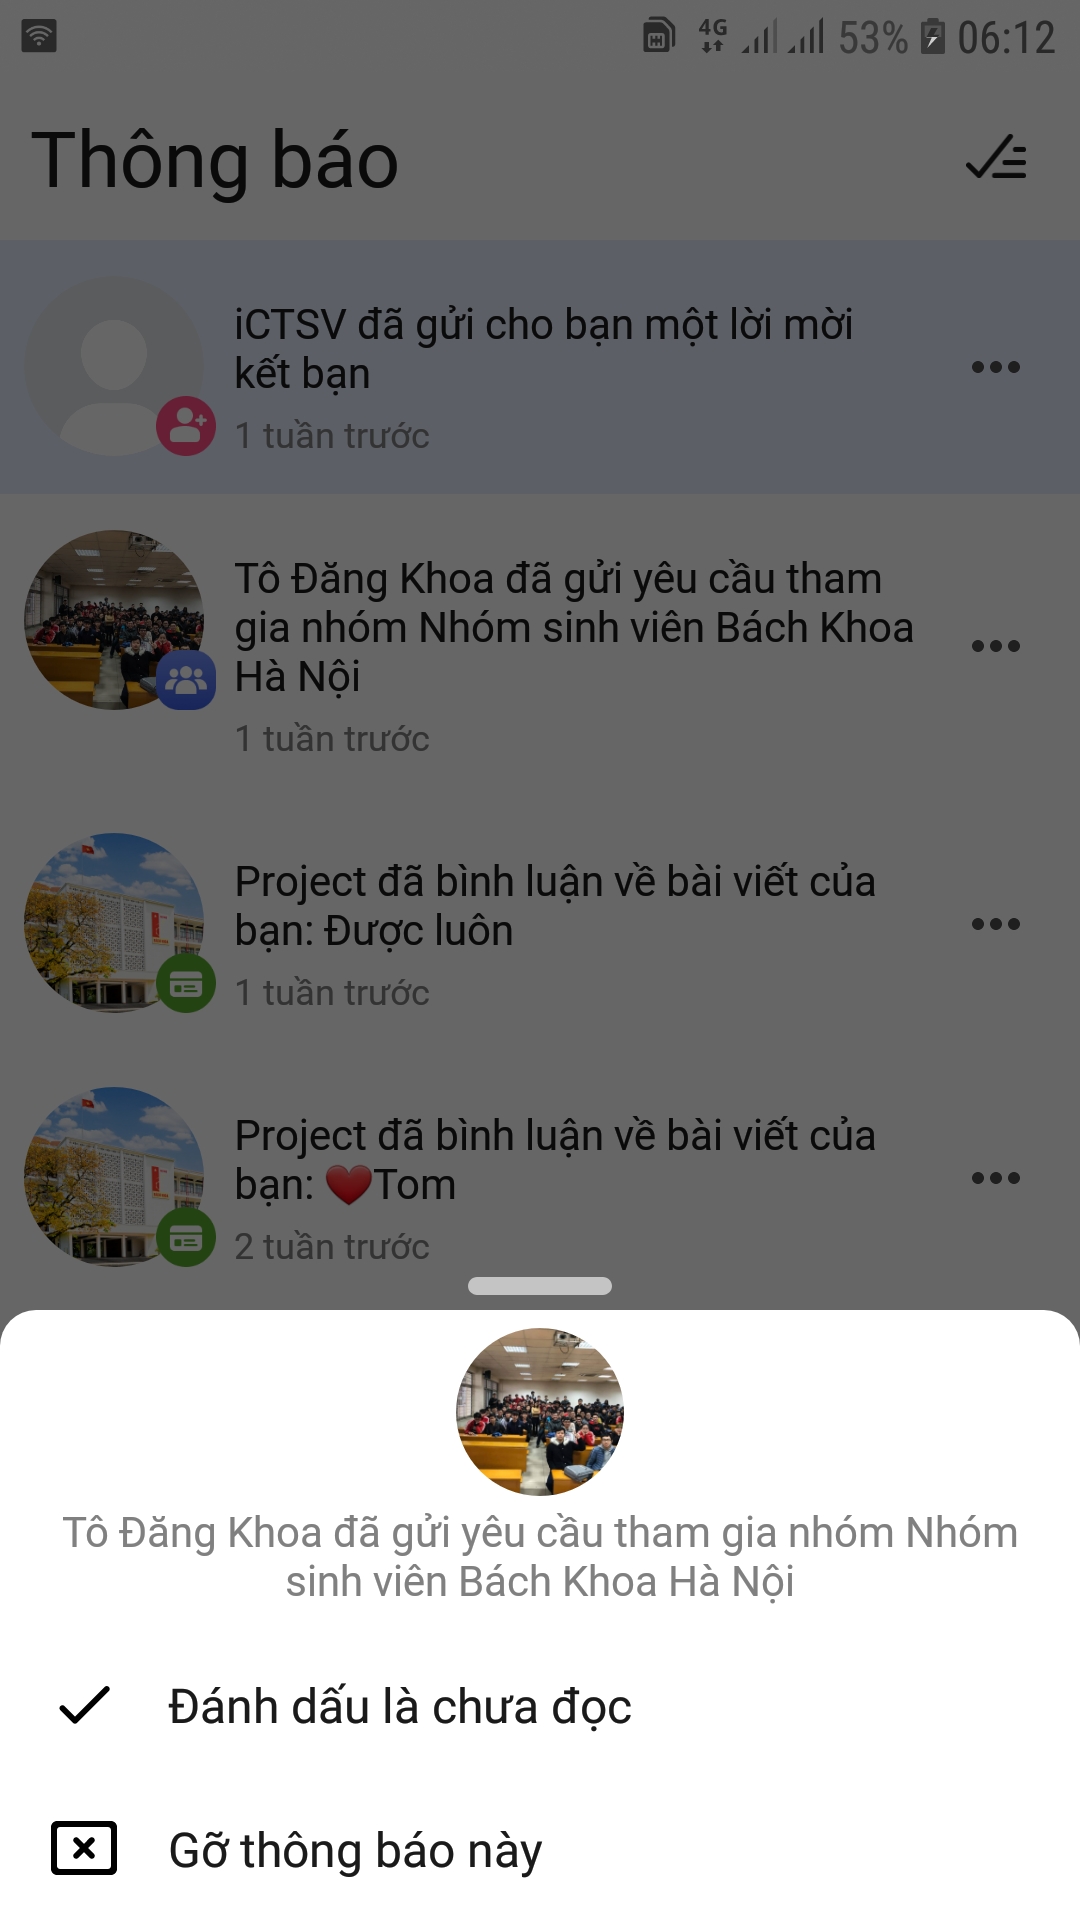 4G 53% 06:12
Thông báo
iCTSV đã gửi cho bạn một lời mời
kết bạn
1 tuần trước
Tô Đăng Khoa đã gửi yêu cầu tham
gia nhóm Nhóm sinh viên Bách Khoa
Hà Nội
1 tuần trước
Project đã bình luận về bài viết của
bạn: Được luôn
1 tuần trước
Project đã bình luận về bài viết của
bạn: ❤️Tom
2 tuần trước
Tô Đăng Khoa đã gửi yêu cầu tham gia nhóm Nhóm
sinh viên Bách Khoa Hà Nội
Đánh dấu là chưa đọc
Gỡ thông báo này